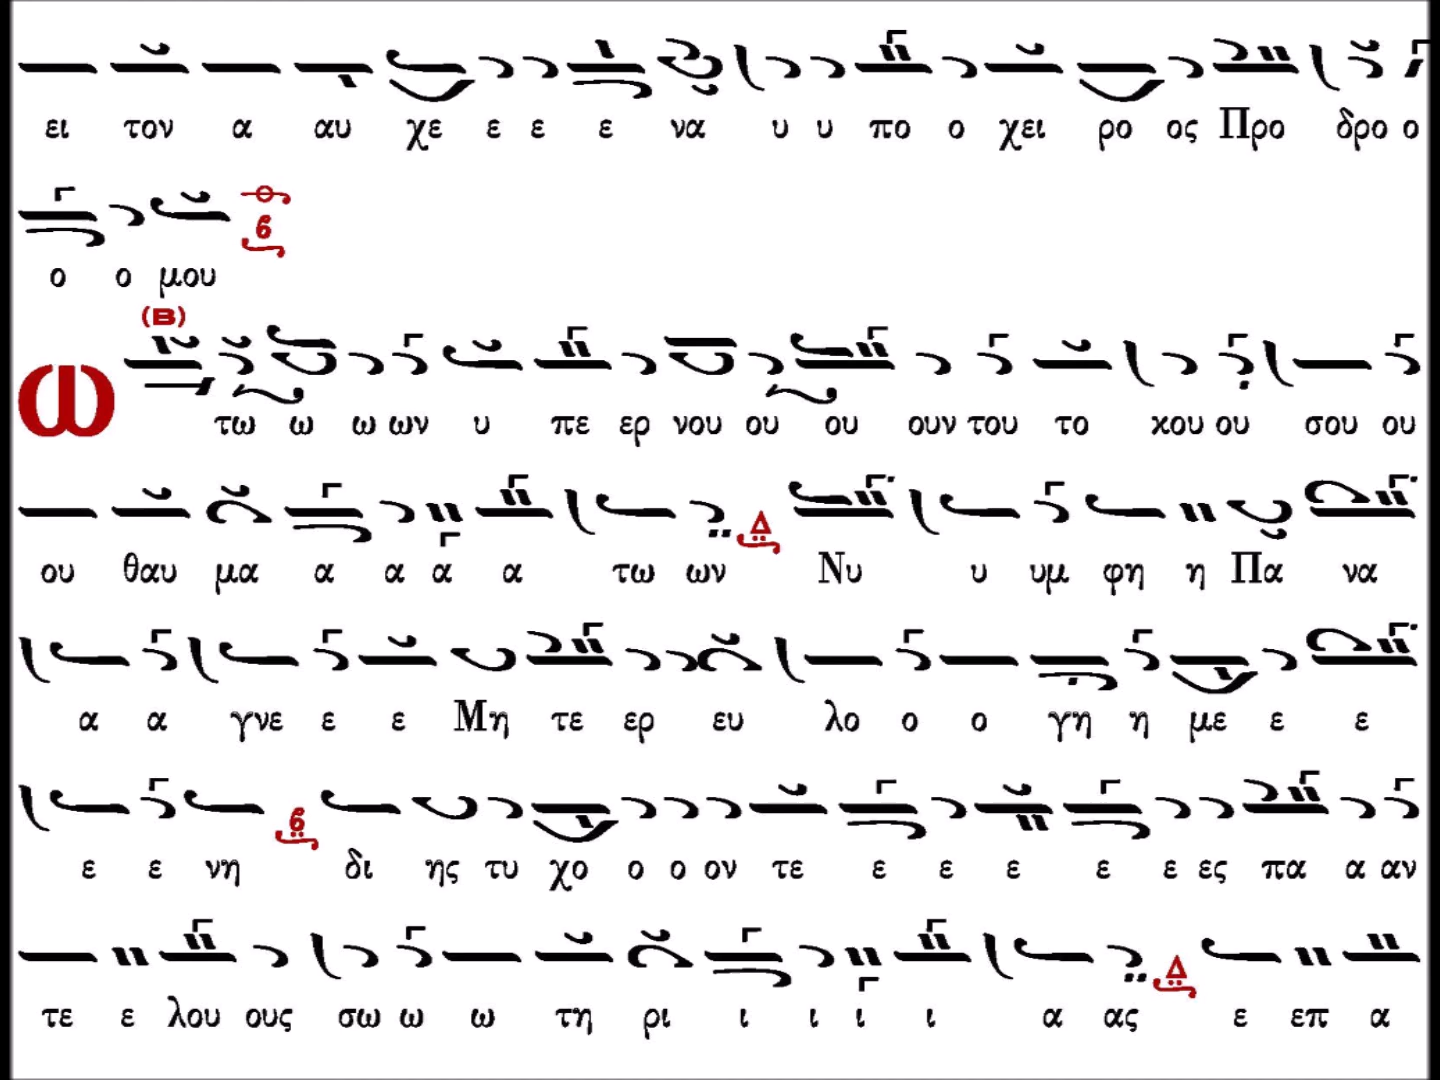 ει τον α αυ χε ε ε ε να υ υ πο ο χει ρο ος Προ δρο ο
ο ο μου
(Β)
Ω τω ω ω ων υ πε ερ νου ου ου ουν του το κου ου σου ου
ου θαυ μα α α α α τω ων Νυ υ υμ φη η Πα να
α α γνε ε ε Μη τε ερ ευ λο ο ο γη η με ε ε
ε ε νη δι ης τυ χο ο ο ον τε ε ε ε ε ε ες πα α αν
τε ε λου ους σω ω ω τη ρι ι ι ι ι α ας ε επ α